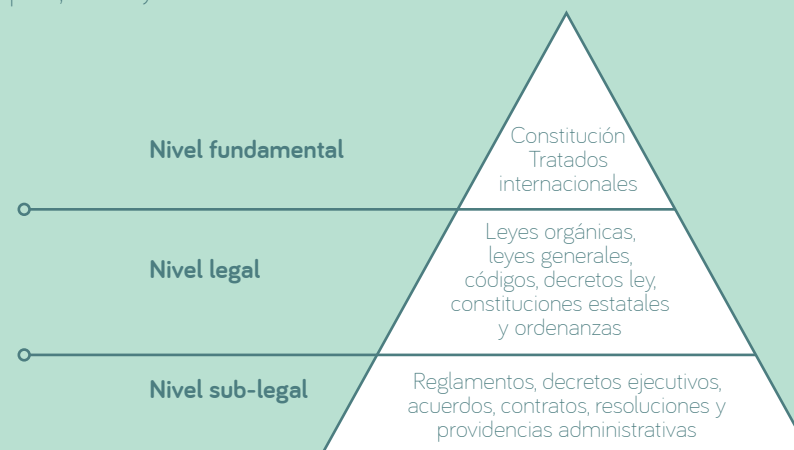 Nivel fundamental
Constitución
Tratados
internacionales
Nivel legal
Leyes orgánicas,
leyes generales,
códigos, decretos ley,
constituciones estatales
y ordenanzas
Nivel sub-legal
Reglamentos, decretos ejecutivos,
acuerdos, contratos, resoluciones y
providencias administrativas